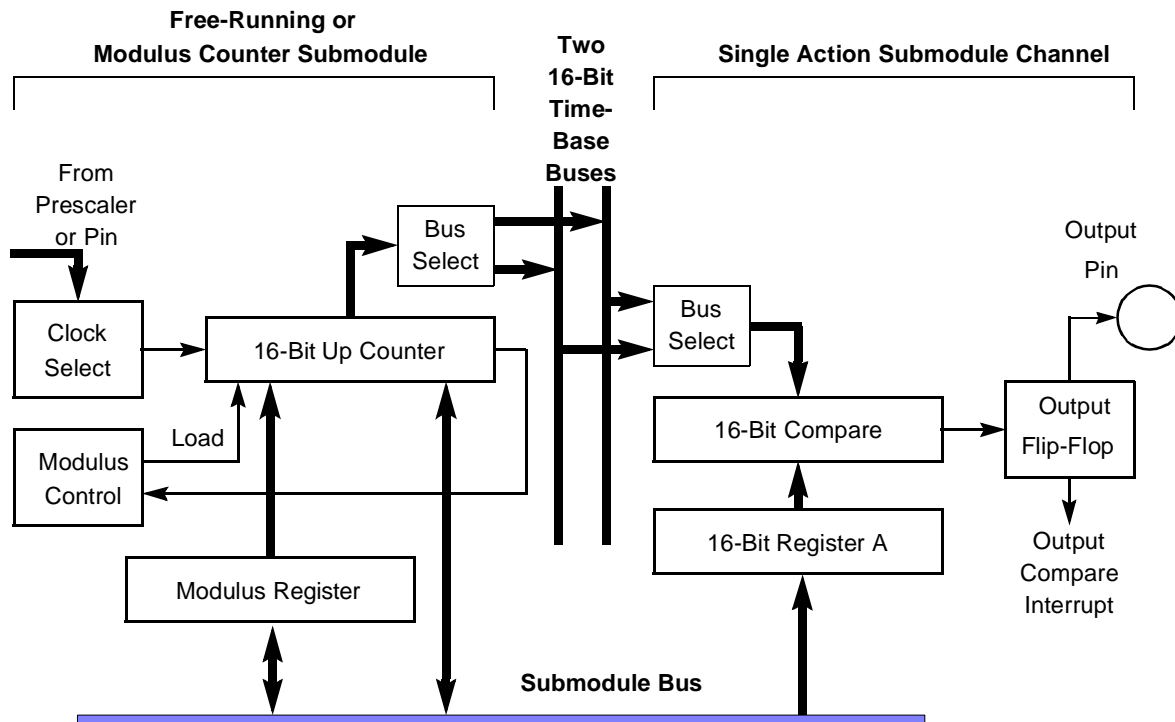 Free-Running or
Modulus Counter Submodule
Two
16-Bit
Time-
Base
Buses
Single Action Submodule Channel
From
Prescaler
or Pin
Bus
Select
Output
Pin
Clock
Select
16-Bit Up Counter
Bus
Select
Load
Modulus
Control
16-Bit Compare
Output
Flip-Flop
16-Bit Register A
Output
Compare
Interrupt
Modulus Register
Submodule Bus